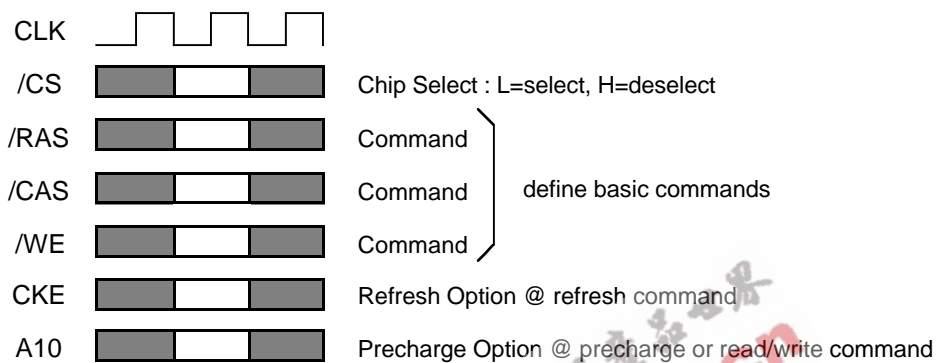 CLK
/CS Chip Select : L=select, H=deselect
/RAS Command
/CAS Command define basic commands
/WE Command
CKE Refresh Option @ refresh command
A10 Precharge Option @ precharge or read/write command